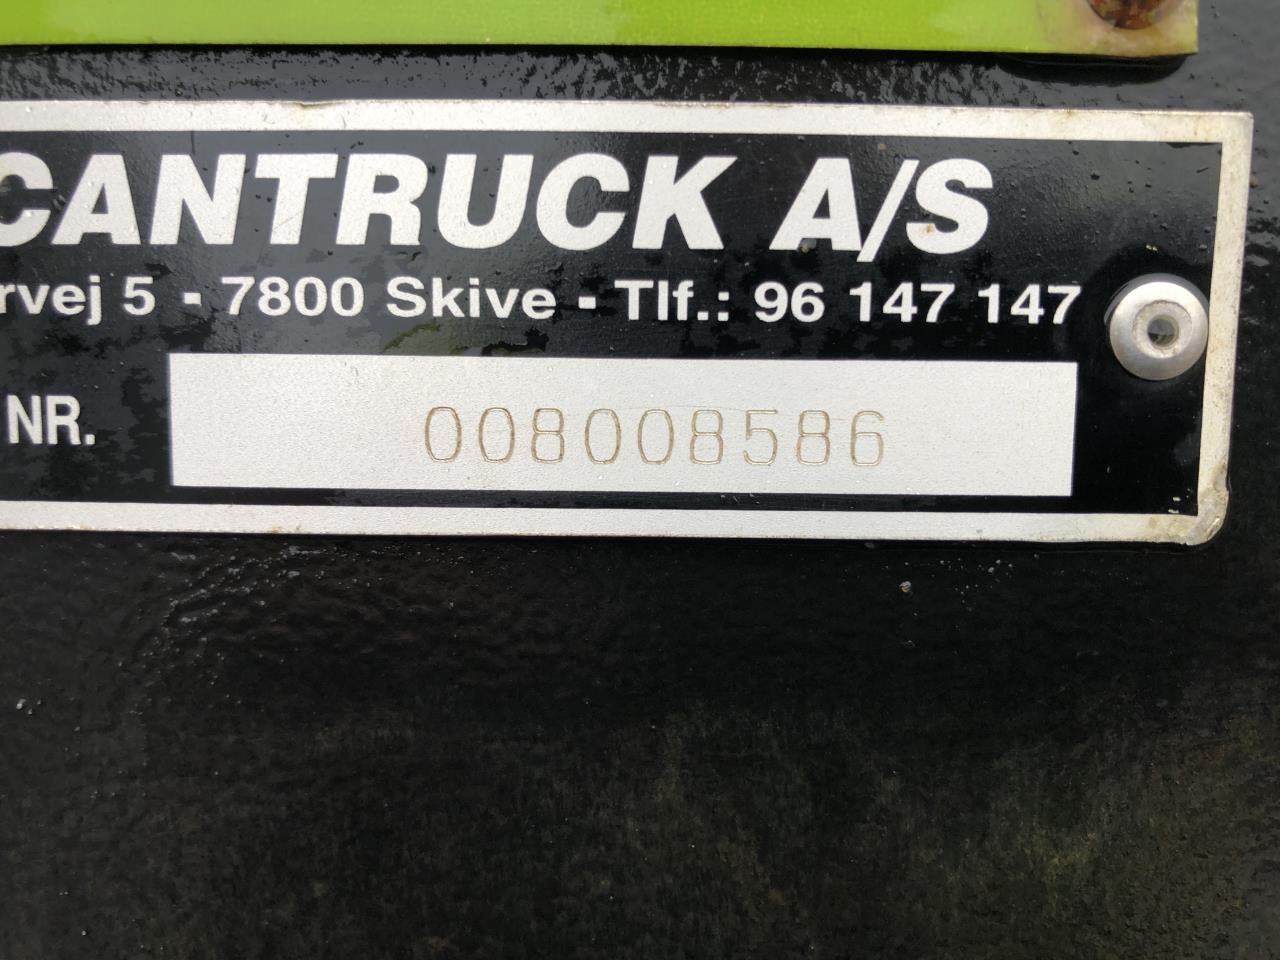 CANTRUCK A/S
rvej 5 - 7800 Skive - Tlf.: 96 147 147
NR. 008008586